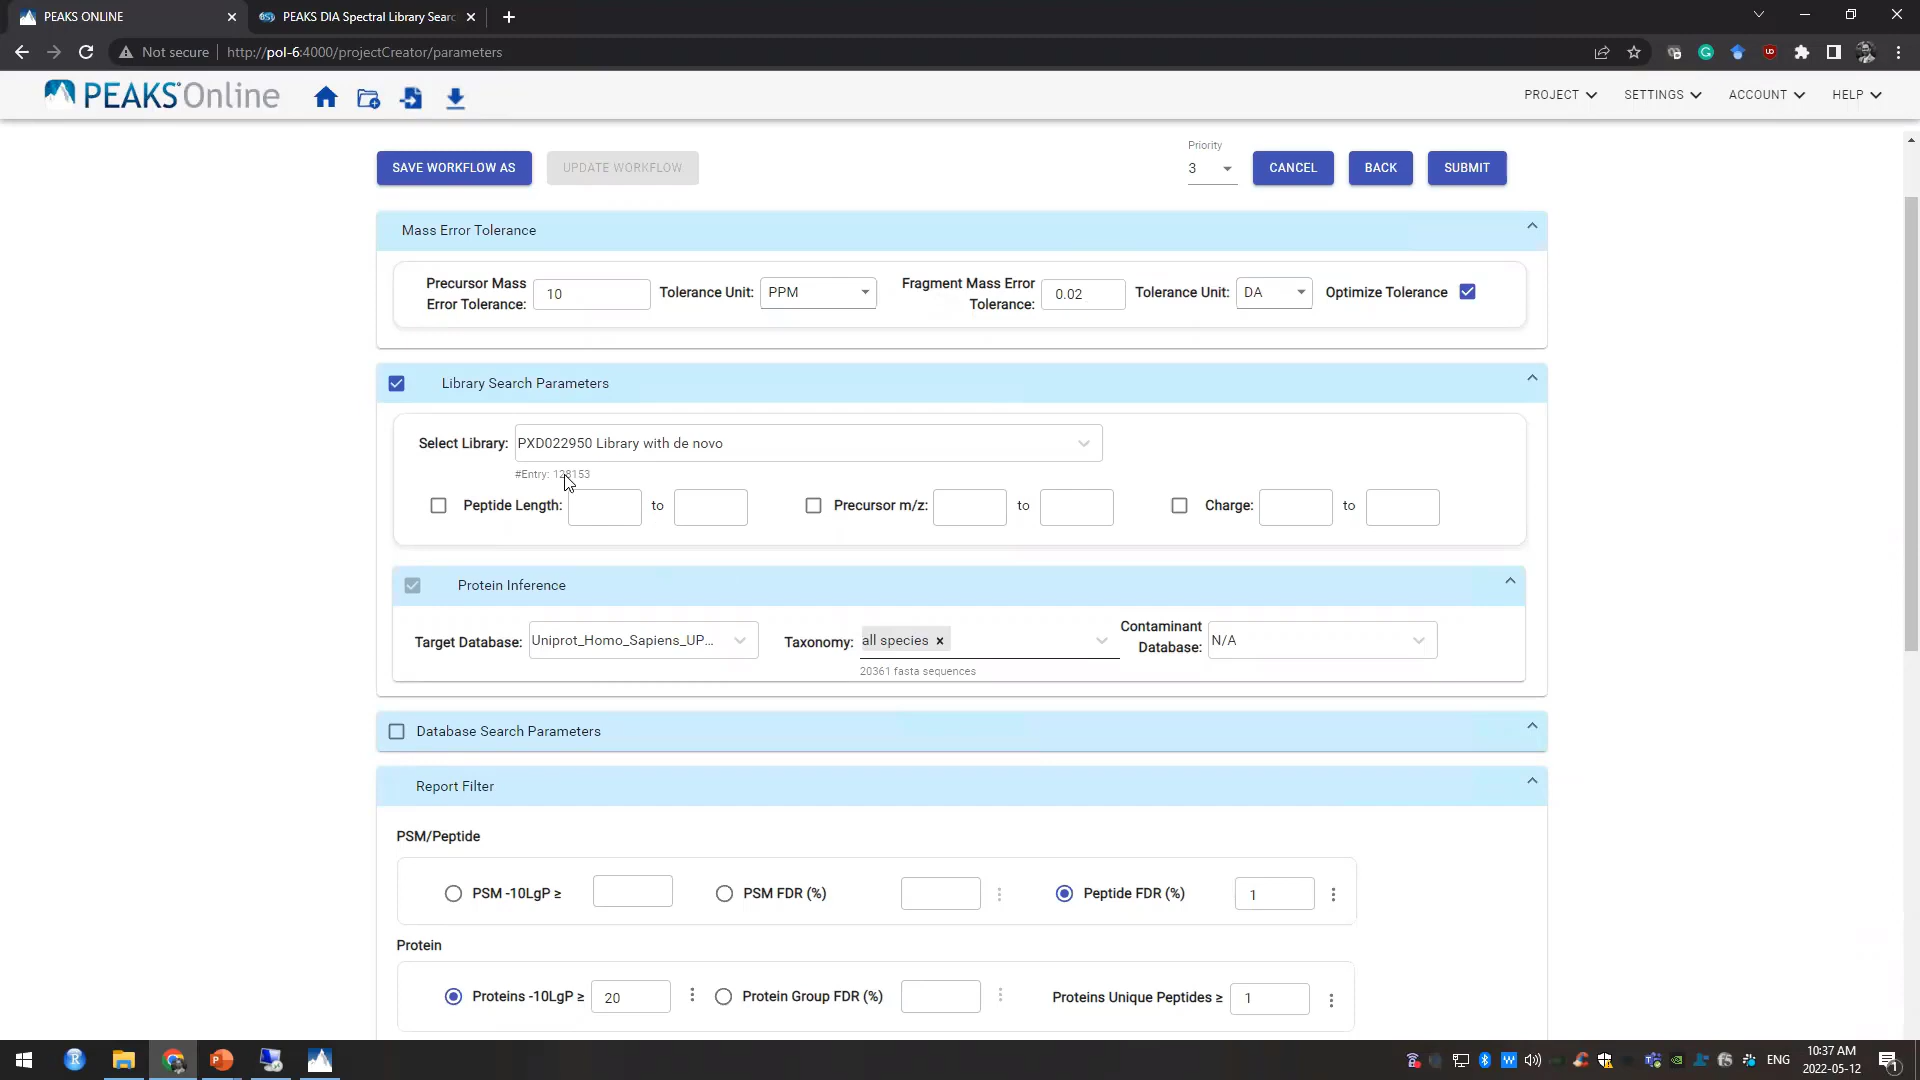 PEAKS ONLINE
PEAKS DIA Spectral Library Searc
Not secure
http://pol-6:4000/projectCreator/parameters
PEAKS Online
PROJECT
SETTINGS
ACCOUNT
HELP
SAVE WORKFLOW AS
UPDATE WORKFLOW
Priority
3
CANCEL
BACK
SUBMIT
Mass Error Tolerance
Precursor Mass
Error Tolerance:
10
Tolerance Unit:
PPM
Fragment Mass Error
Tolerance:
0.02
Tolerance Unit:
DA
Optimize Tolerance
Library Search Parameters
Select Library:
PXD022950 Library with de novo
#Entry: 128153
Peptide Length:
to
Precursor m/z:
to
Charge:
to
Protein Inference
Target Database:
Uniprot_Homo_Sapiens_UP...
Taxonomy:
all species ×
20361 fasta sequences
Contaminant
Database:
N/A
Database Search Parameters
Report Filter
PSM/Peptide
PSM -10LgP ≥
PSM FDR (%)
Peptide FDR (%)
1
Protein
Proteins -10LgP ≥
20
Protein Group FDR (%)
Proteins Unique Peptides ≥
1
ENG
10:37 AM
2022-05-12